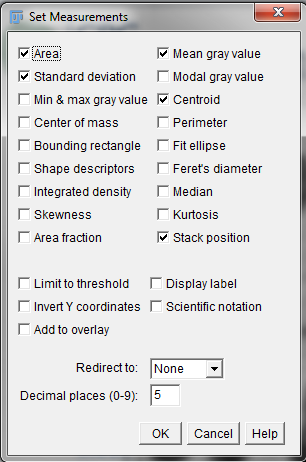 Set Measurements
Area Mean gray value
Standard deviation Modal gray value
Min & max gray value Centroid
Center of mass Perimeter
Bounding rectangle Fit ellipse
Shape descriptors Feret's diameter
Integrated density Median
Skewness Kurtosis
Area fraction Stack position
Limit to threshold Display label
Invert Y coordinates Scientific notation
Add to overlay
Redirect to: None
Decimal places (0-9): 5
OK Cancel Help